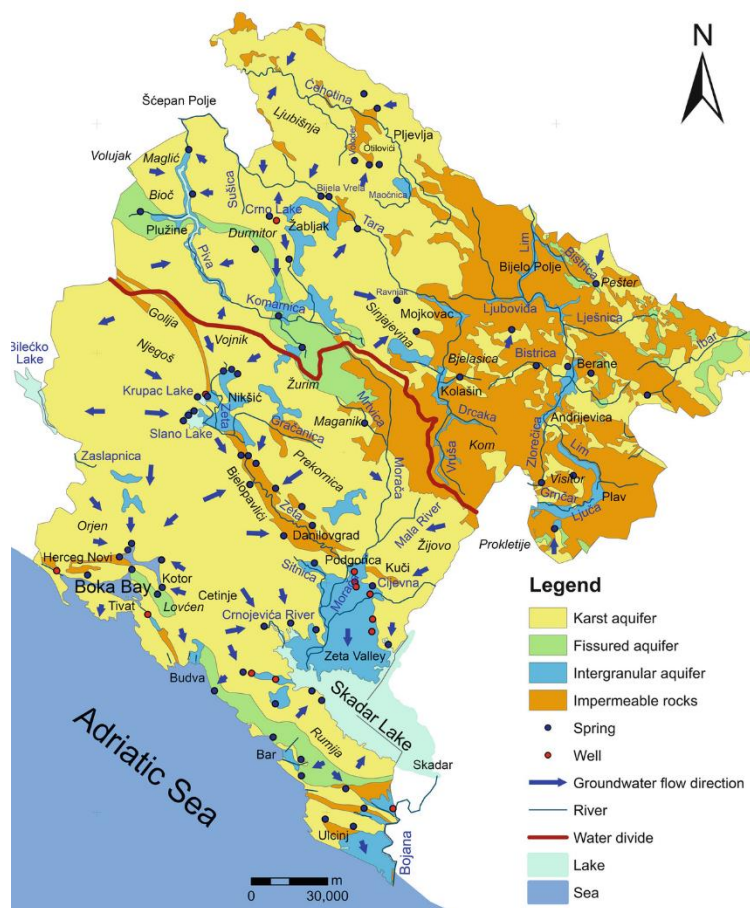 N
Šćepan Polje
Ćahotina
Ljubišnja
Pljevlja
Otilovići
Voloder
Volujak
Maglić
Sušica
Bijela Vrela
Maočnica
Bioč
Crno Lake
Žabljak
Tara
Lim
Plužine
Durmitor
Bistrica
Bijelo Polje
Pešter
Piva
Ravnjak
Komarnica
Sinjajevina
Mojkovac
Ljubovida
Lješnica
Golija
Vojnik
Bilećko
Lake
Njegoš
Bjelasica
Bistrica
Ibar
Krupac Lake
Žurim
Kolašin
Berane
Nikšić
Mrtvica
Slano Lake
Zeta
Gračanica
Maganik
Drcaka
Andrijevica
Zaslapnica
Prekornica
Morača
Vruša
Kom
Zlorečica
Lim
Bjelopavlići
Visitor
Plav
Grnčar
Ljuča
Orjen
Zeta
Mala River
Danilovgrad
Žijovo
Prokletije
Herceg Novi
Podgorica
Kuči
Boka Bay
Kotor
Sitnica
Morača
Cijevna
Tivat
Lovćen
Cetinje
Crnojevića River
Zeta Valley
Budva
Skadar Lake
Adriatic Sea
Rumija
Bar
Skadar
Ulcinj
Bojana
m
0 30,000
Legend
Karst aquifer
Fissured aquifer
Intergranular aquifer
Impermeable rocks
Spring
Well
Groundwater flow direction
River
Water divide
Lake
Sea